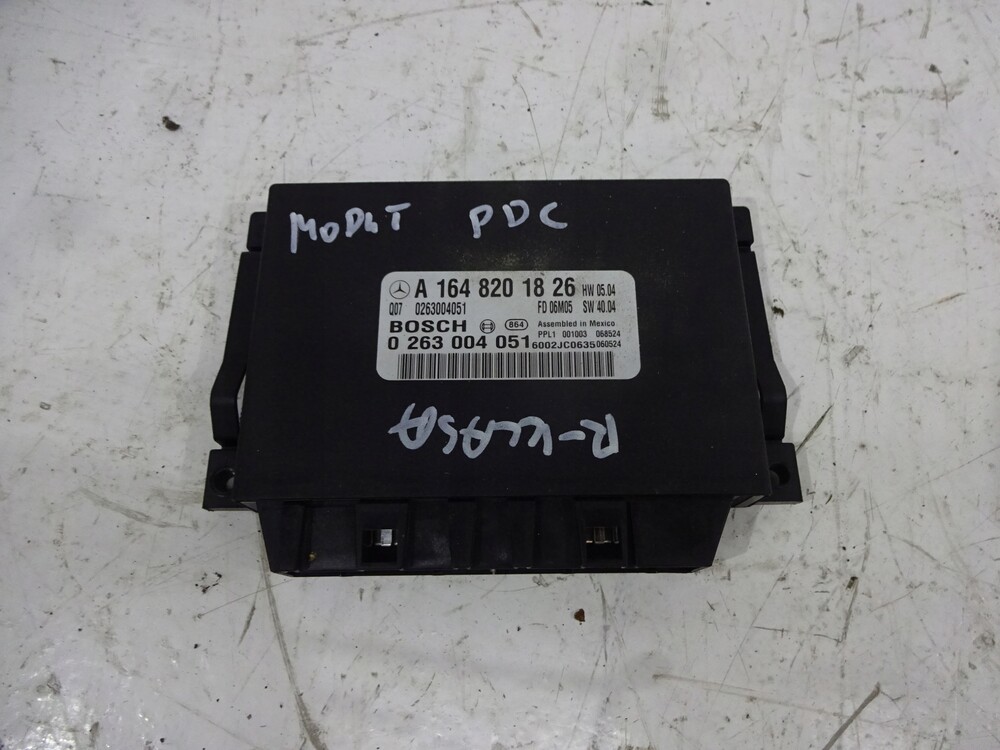 MODUŁ PDC
A 164 820 18 26 HW 05.04
Q07 0263004051 FD 06M05 SW 40.04
BOSCH 864 Assembled in Mexico
PPL1 001003 068524
0 263 004 051 6002JC0635 060524
R-KLASA